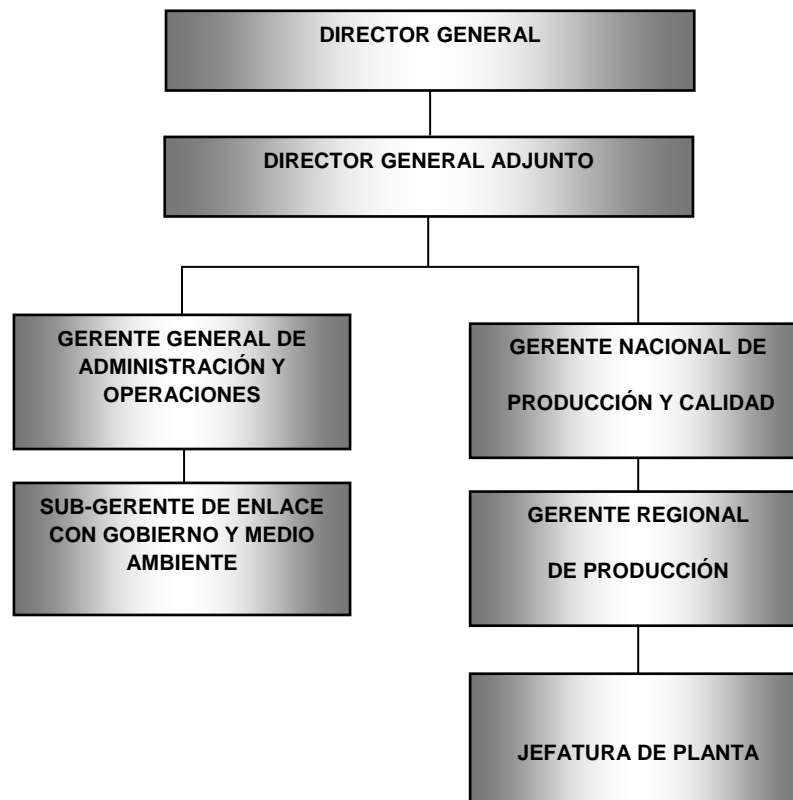 DIRECTOR GENERAL
DIRECTOR GENERAL ADJUNTO
GERENTE GENERAL DE
ADMINISTRACIÓN Y
OPERACIONES
GERENTE NACIONAL DE
PRODUCCIÓN Y CALIDAD
SUB-GERENTE DE ENLACE
CON GOBIERNO Y MEDIO
AMBIENTE
GERENTE REGIONAL
DE PRODUCCIÓN
JEFATURA DE PLANTA